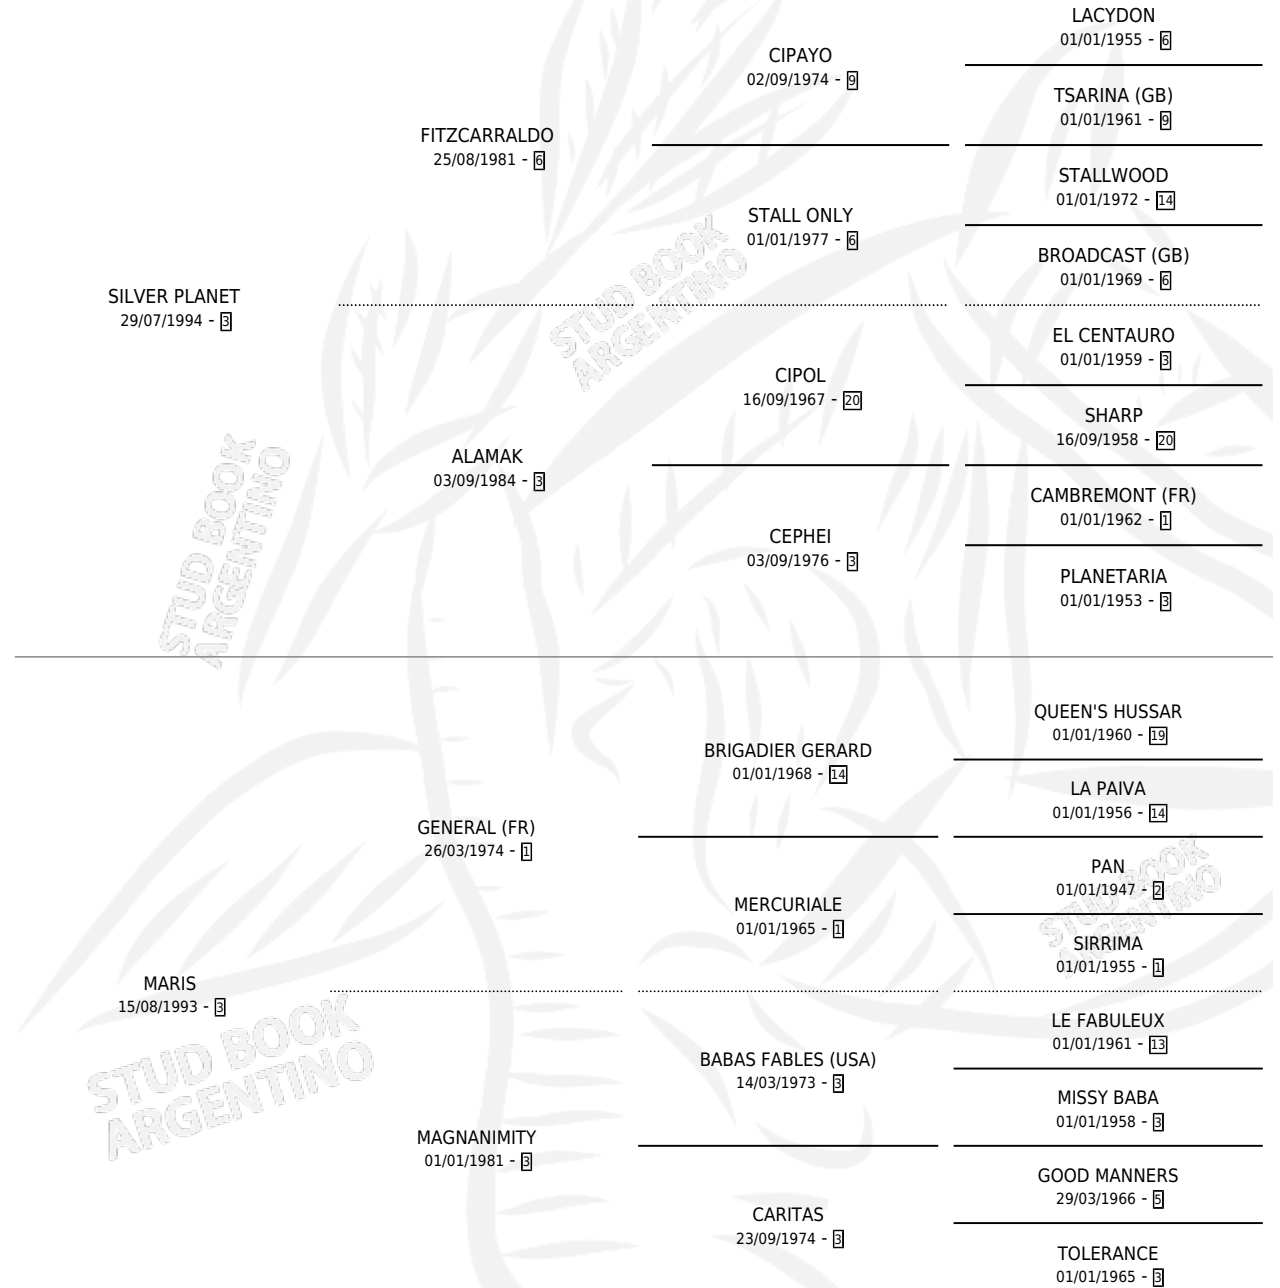 LACYDON
01/01/1955 - 6
CIPAYO
02/09/1974 - 9
TSARINA (GB)
01/01/1961 - 9
FITZCARRALDO
25/08/1981 - 6
STALLWOOD
01/01/1972 - 14
STALL ONLY
01/01/1977 - 6
BROADCAST (GB)
01/01/1969 - 6
SILVER PLANET
29/07/1994 - 3
STUD BOOK
ARGENTINO
EL CENTAURO
01/01/1959 - 3
CIPOL
16/09/1967 - 20
SHARP
16/09/1958 - 20
ALAMAK
03/09/1984 - 3
CAMBREMONT (FR)
01/01/1962 - 1
CEPHEI
03/09/1976 - 3
PLANETARIA
01/01/1953 - 3
STUD BOOK
ARGENTINO
QUEEN'S HUSSAR
01/01/1960 - 19
BRIGADIER GERARD
01/01/1968 - 14
LA PAIVA
01/01/1956 - 14
GENERAL (FR)
26/03/1974 - 1
PAN
01/01/1947 - 2
MERCURIALE
01/01/1965 - 1
STUD BOOK
ARGENTINO
SIRRIMA
01/01/1955 - 1
MARIS
15/08/1993 - 3
LE FABULEUX
01/01/1961 - 13
BABAS FABLES (USA)
14/03/1973 - 3
MISSY BABA
01/01/1958 - 3
STUD BOOK
ARGENTINO
MAGNANIMITY
01/01/1981 - 3
GOOD MANNERS
29/03/1966 - 5
CARITAS
23/09/1974 - 3
TOLERANCE
01/01/1965 - 3